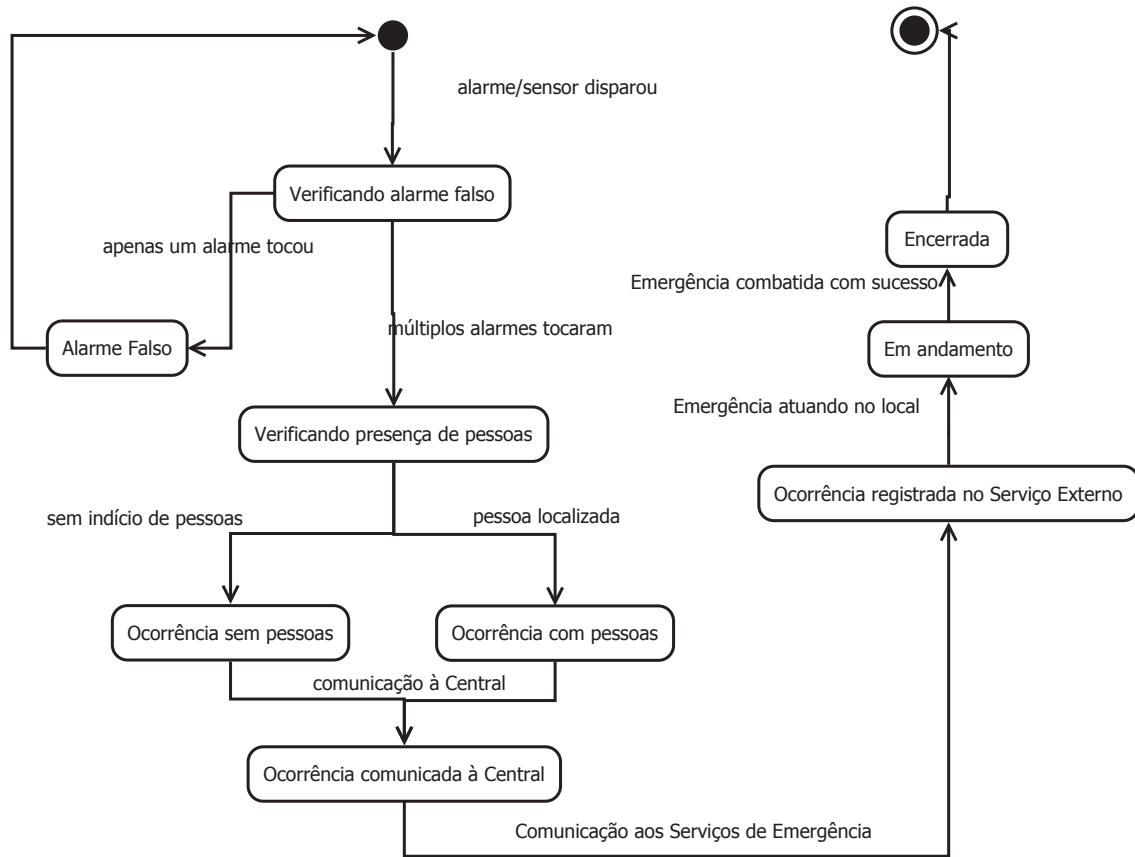 alarme/sensor disparou
Verificando alarme falso
apenas um alarme tocou
múltiplos alarmes tocaram
Alarme Falso
Verificando presença de pessoas
sem indício de pessoas
pessoa localizada
Ocorrência sem pessoas
Ocorrência com pessoas
comunicação à Central
Ocorrência comunicada à Central
Comunicação aos Serviços de Emergência
Ocorrência registrada no Serviço Externo
Emergência atuando no local
Em andamento
Emergência combatida com sucesso
Encerrada